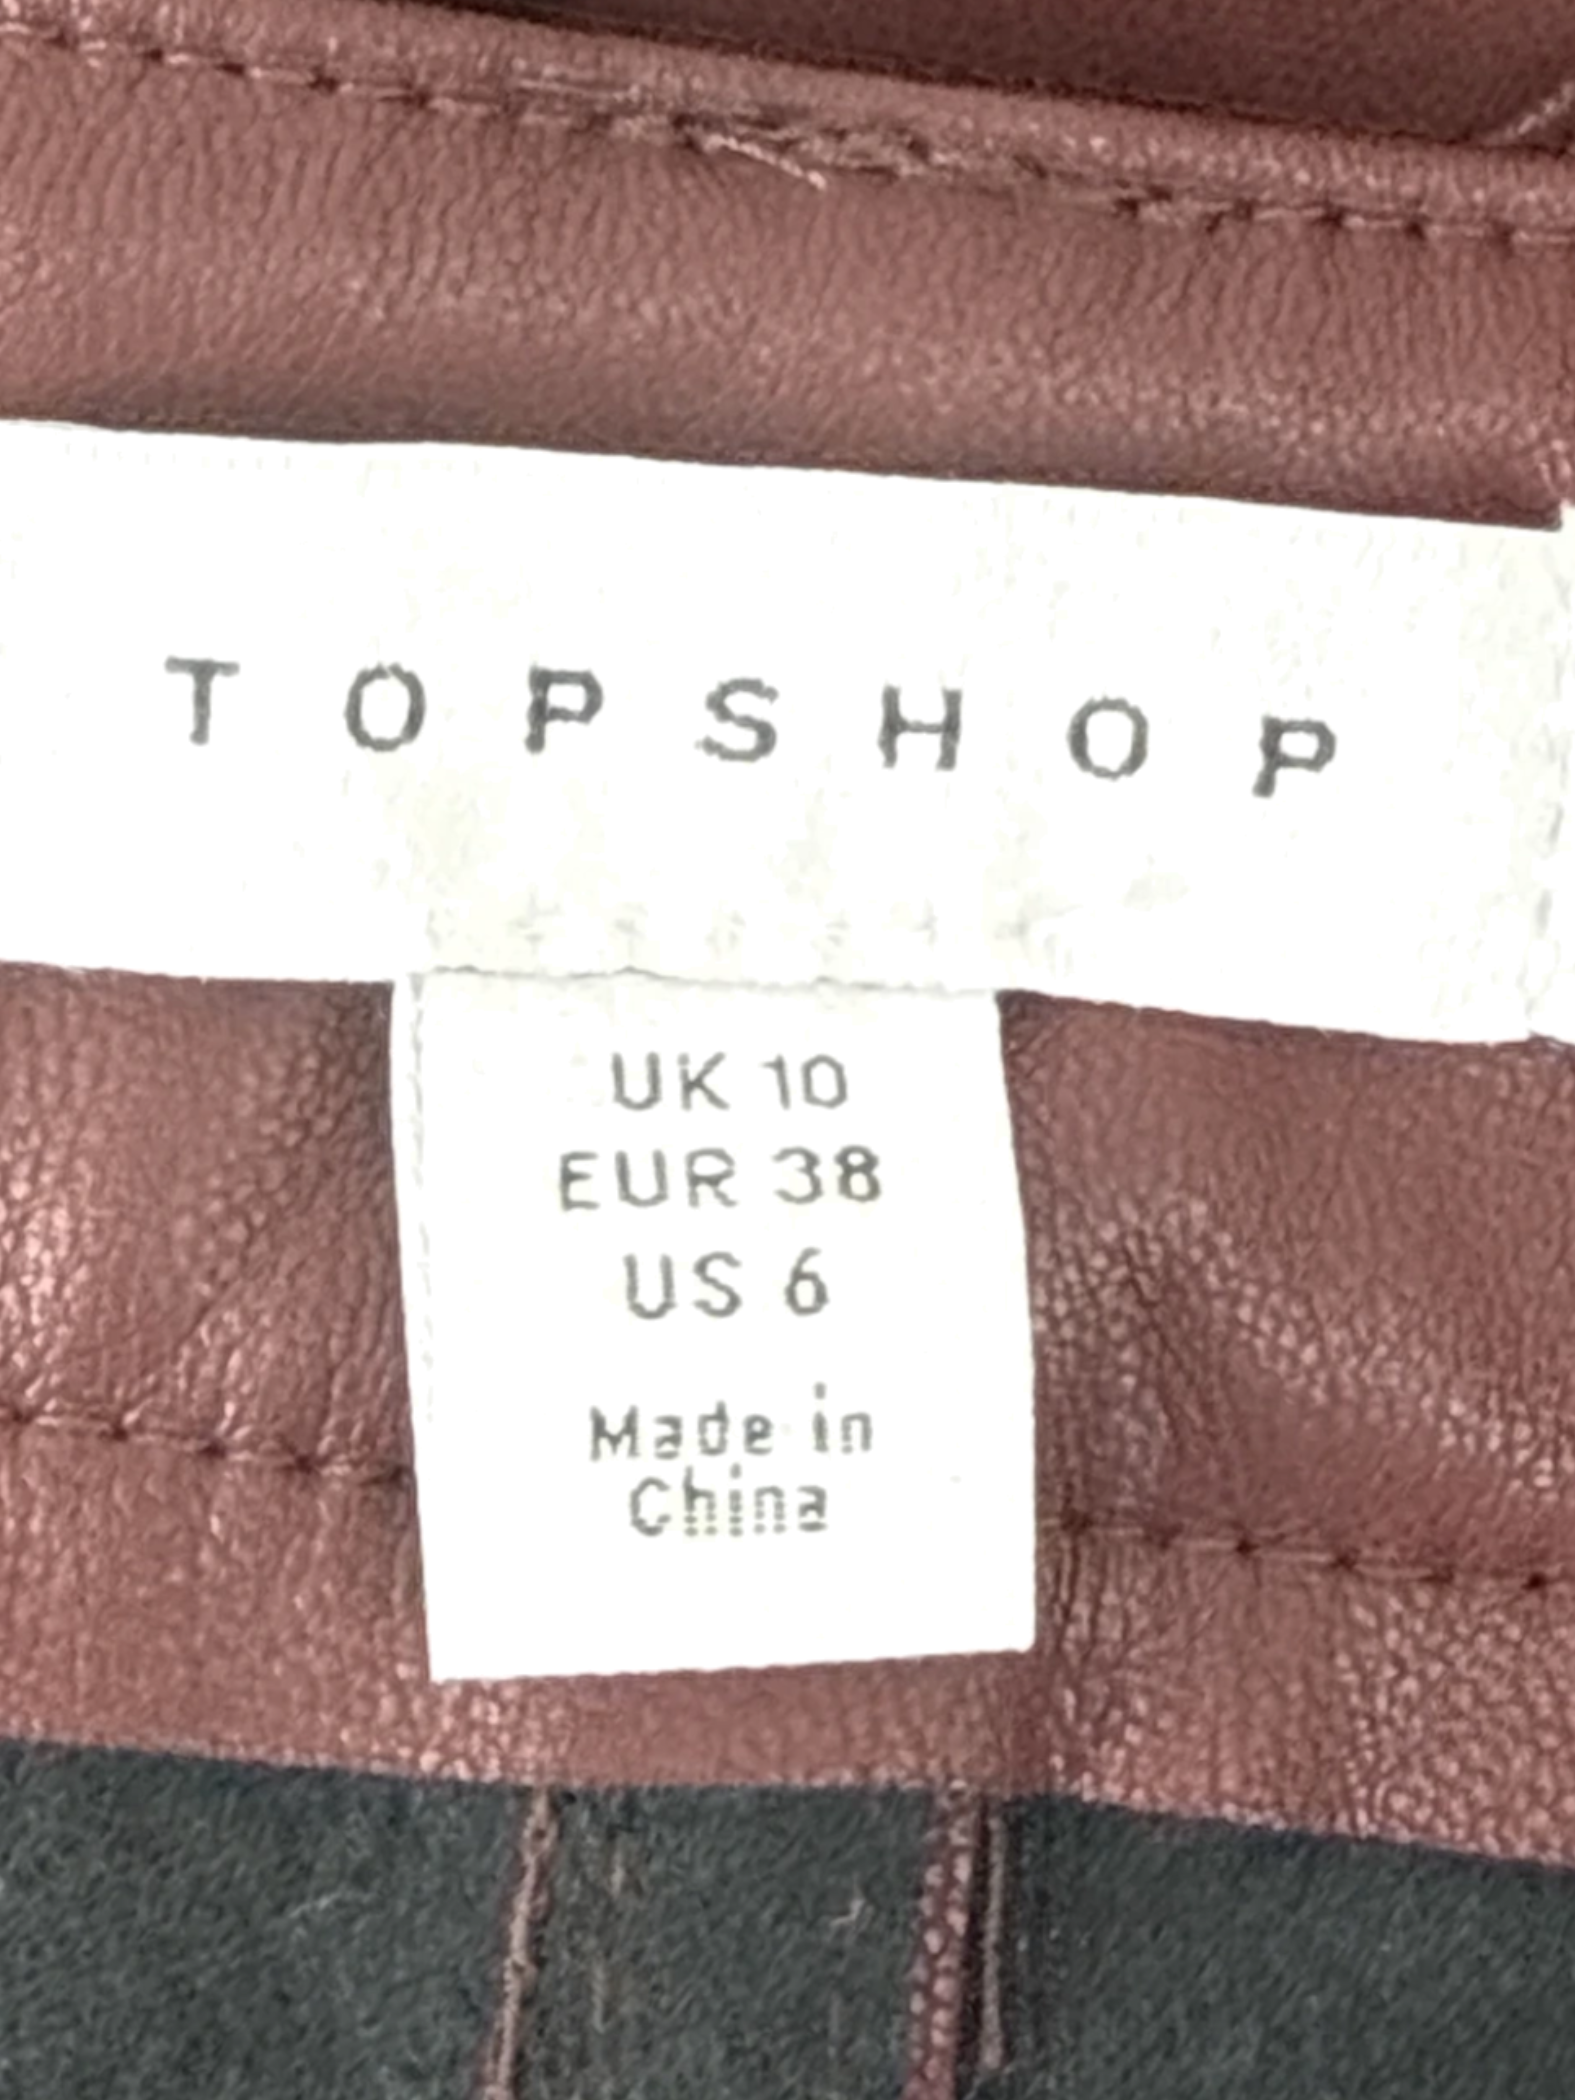 TOPSHOP
UK 10
EUR 38
US 6
Made in
China